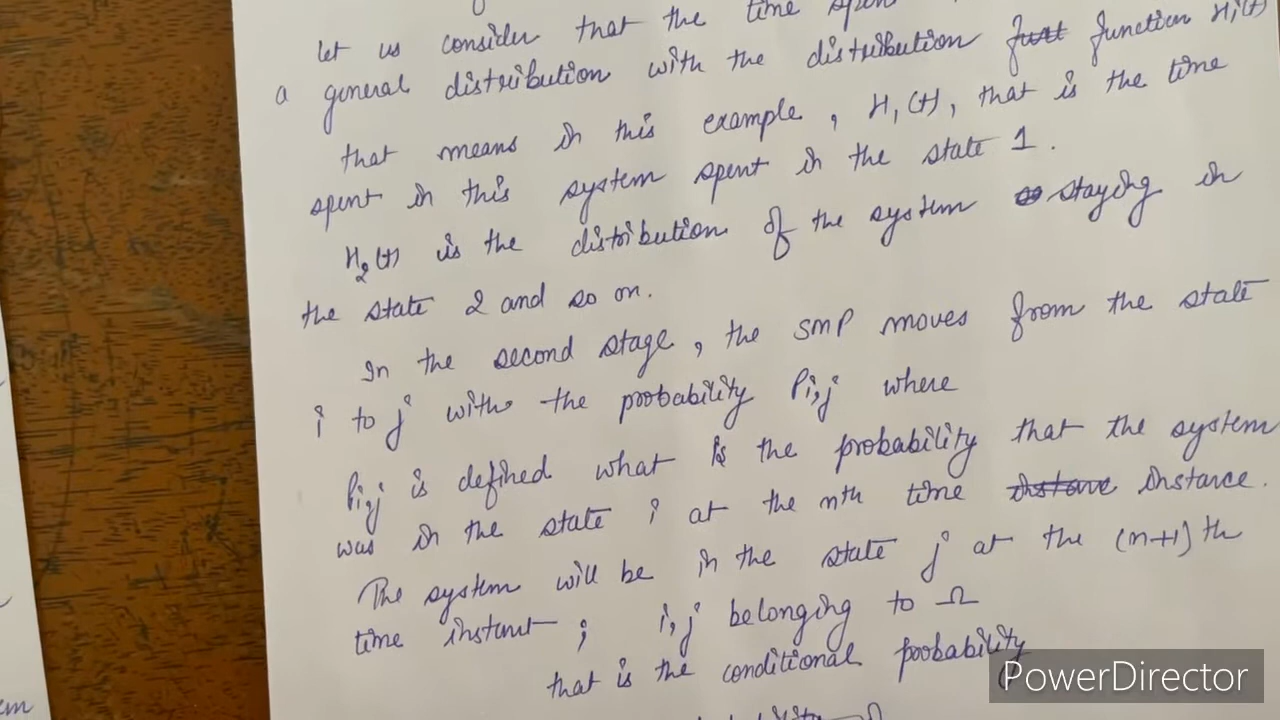 let us consider that the time
a general distribution with the distribution function Hi(t)
that means in this example, H1(t), that is the time
spent in this system spent in the state 1.
H2(t) is the distribution of the system staying in
the state 2 and so on.
In the second stage, the SMP moves from the state
i to j with the probability Pi,j where
Pi,j is defined what is the probability that the system
was in the state i at the nth time instance.
The system will be in the state j at the (n+1)th
time instant; i,j belonging to Ω
that is the conditional probability
PowerDirector